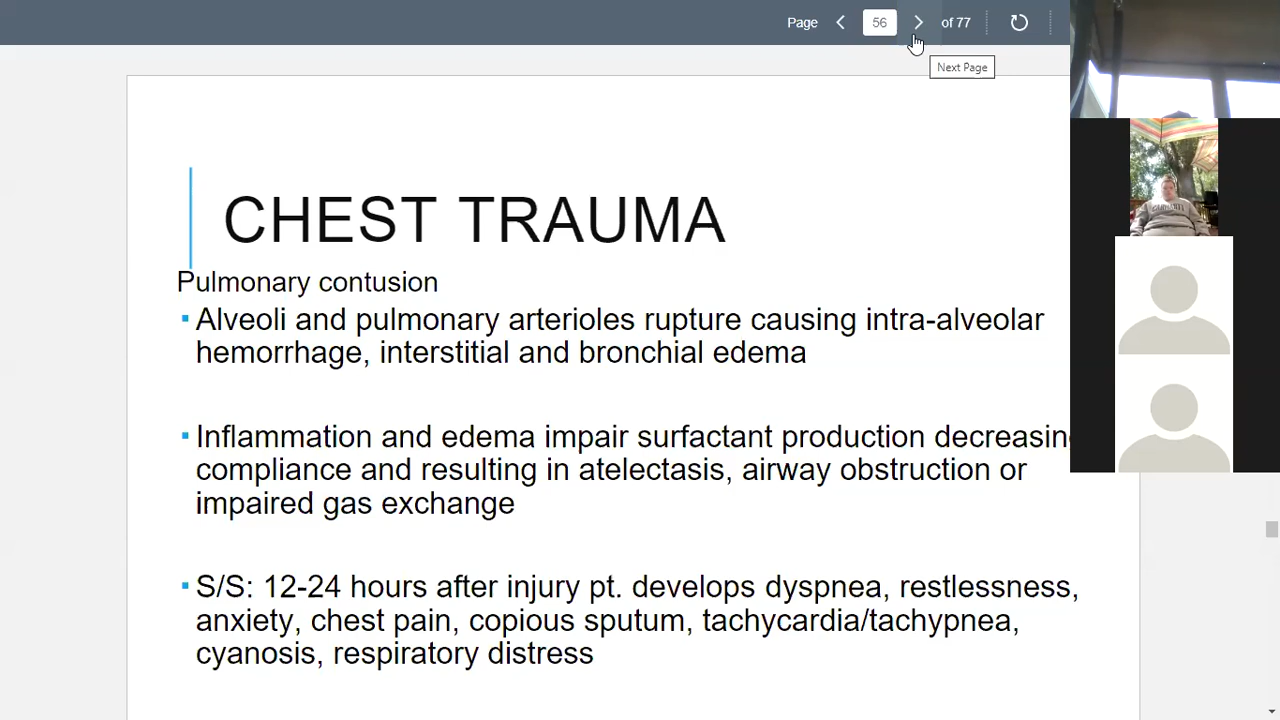 Page 56 of 77
Next Page
CHEST TRAUMA
Pulmonary contusion
Alveoli and pulmonary arterioles rupture causing intra-alveolar
hemorrhage, interstitial and bronchial edema
Inflammation and edema impair surfactant production decreasin
compliance and resulting in atelectasis, airway obstruction or
impaired gas exchange
S/S: 12-24 hours after injury pt. develops dyspnea, restlessness,
anxiety, chest pain, copious sputum, tachycardia/tachypnea,
cyanosis, respiratory distress